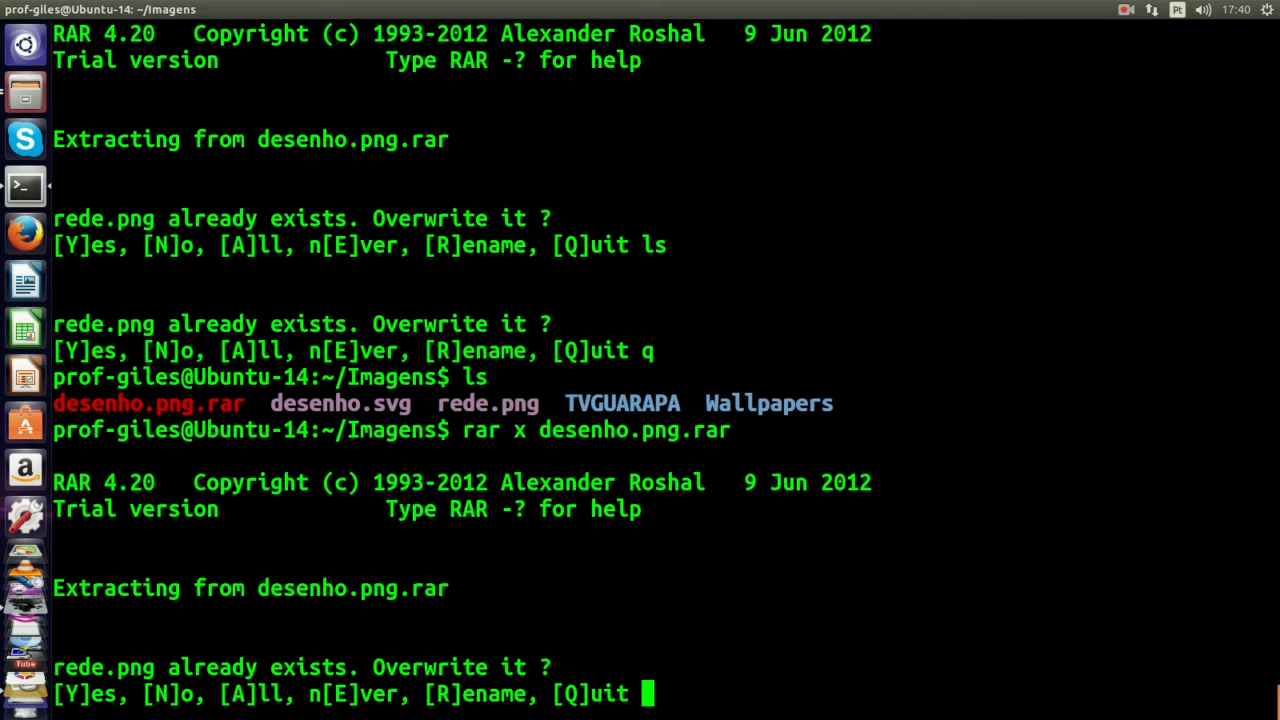 prof-giles@Ubuntu-14: ~/Imagens
Pt
17:40
RAR 4.20   Copyright (c) 1993-2012 Alexander Roshal   9 Jun 2012
Trial version             Type RAR -? for help
Extracting from desenho.png.rar
rede.png already exists. Overwrite it ?
[Y]es, [N]o, [A]ll, n[E]ver, [R]ename, [Q]uit ls
rede.png already exists. Overwrite it ?
[Y]es, [N]o, [A]ll, n[E]ver, [R]ename, [Q]uit q
prof-giles@Ubuntu-14:~/Imagens$ ls
desenho.png.rar  desenho.svg  rede.png  TVGUARAPA  Wallpapers
prof-giles@Ubuntu-14:~/Imagens$ rar x desenho.png.rar
RAR 4.20   Copyright (c) 1993-2012 Alexander Roshal   9 Jun 2012
Trial version             Type RAR -? for help
Extracting from desenho.png.rar
rede.png already exists. Overwrite it ?
[Y]es, [N]o, [A]ll, n[E]ver, [R]ename, [Q]uit
Tube